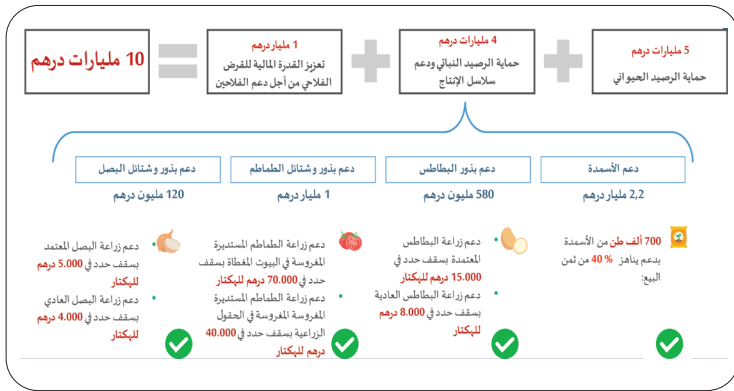 5 مليارات درهم
حماية الرصيد الحيواني
4 مليارات درهم
حماية الرصيد النباتي ودعم
سلاسل الإنتاج
1 مليار درهم
تعزيز القدرة المالية للقرض
الفلاحي من أجل دعم الفلاحين
10 مليارات درهم
دعم الأسمدة
2,2 مليار درهم
700 ألف طن من الأسمدة
بدعم يناهز 40 % من ثمن
البيع:
دعم بذور البطاطس
580 مليون درهم
دعم زراعة البطاطس
المعتمدة بسقف حدد في
15.000 درهم للهكتار
دعم زراعة البطاطس العادية
بسقف حدد في 8.000 درهم
للهكتار
دعم بذور وشتائل الطماطم
1 مليار درهم
دعم زراعة الطماطم المستديرة
المغروسة في البيوت المغطاة بسقف
حدد في 70.000 درهم للهكتار
دعم زراعة الطماطم المستديرة
المغروسة المغروسة في الحقول
الزراعية بسقف حدد في 40.000
درهم للهكتار
دعم بذور وشتائل البصل
120 مليون درهم
دعم زراعة البصل المعتمد
بسقف حدد في 5.000 درهم
للهكتار
دعم زراعة البصل العادي
بسقف حدد في 4.000 درهم
للهكتار